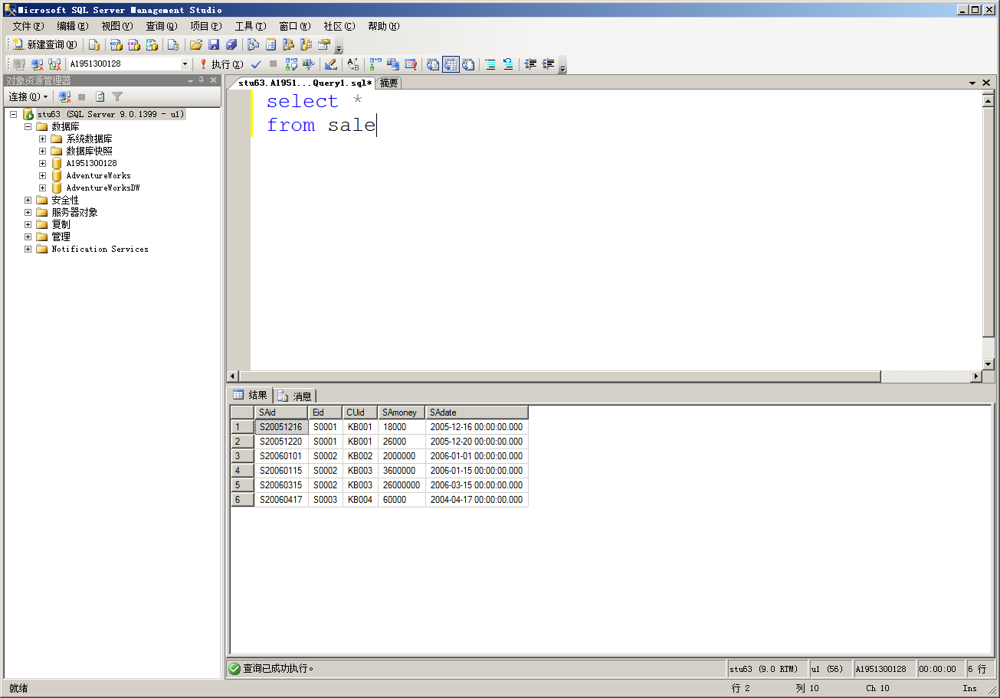 Microsoft SQL Server Management Studio
文件(F) 编辑(E) 视图(V) 查询(Q) 项目(P) 工具(T) 窗口(W) 社区(C) 帮助(H)
新建查询(N)
A1951300128 执行(X)
对象资源管理器
连接(O)
stu63 (SQL Server 9.0.1399 - u1)
数据库
系统数据库
数据库快照
A1951300128
AdventureWorks
AdventureWorksDW
安全性
服务器对象
复制
管理
Notification Services
stu63.A1951...Query1.sql* 摘要
select *
from sale
结果 消息
SAid Eid CUid SAmoney SAdate
1 S20051216 S0001 KB001 18000 2005-12-16 00:00:00.000
2 S20051220 S0001 KB001 26000 2005-12-20 00:00:00.000
3 S20060101 S0002 KB002 2000000 2006-01-01 00:00:00.000
4 S20060115 S0002 KB003 3600000 2006-01-15 00:00:00.000
5 S20060315 S0002 KB003 26000000 2006-03-15 00:00:00.000
6 S20060417 S0003 KB004 60000 2004-04-17 00:00:00.000
查询已成功执行。 stu63 (9.0 RTM) u1 (56) A1951300128 00:00:00 6 行
就绪 行 2 列 10 Ch 10 Ins